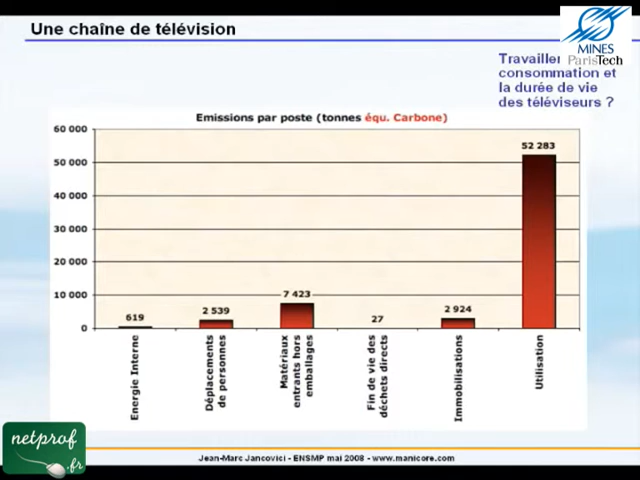 Une chaîne de télévision
MINES
ParisTech
Travailler
consommation et
la durée de vie
des téléviseurs ?
Emissions par poste (tonnes équ. Carbone)
60 000
50 000
40 000
30 000
20 000
10 000
0
619
2 539
7 423
27
2 924
52 283
Energie Interne
Déplacements
de personnes
Matériaux
entrants hors
emballages
Fin de vie des
déchets directs
Immobilisations
Utilisation
netprof
.fr
Jean-Marc Jancovici - ENSMP mai 2008 - www.manicore.com